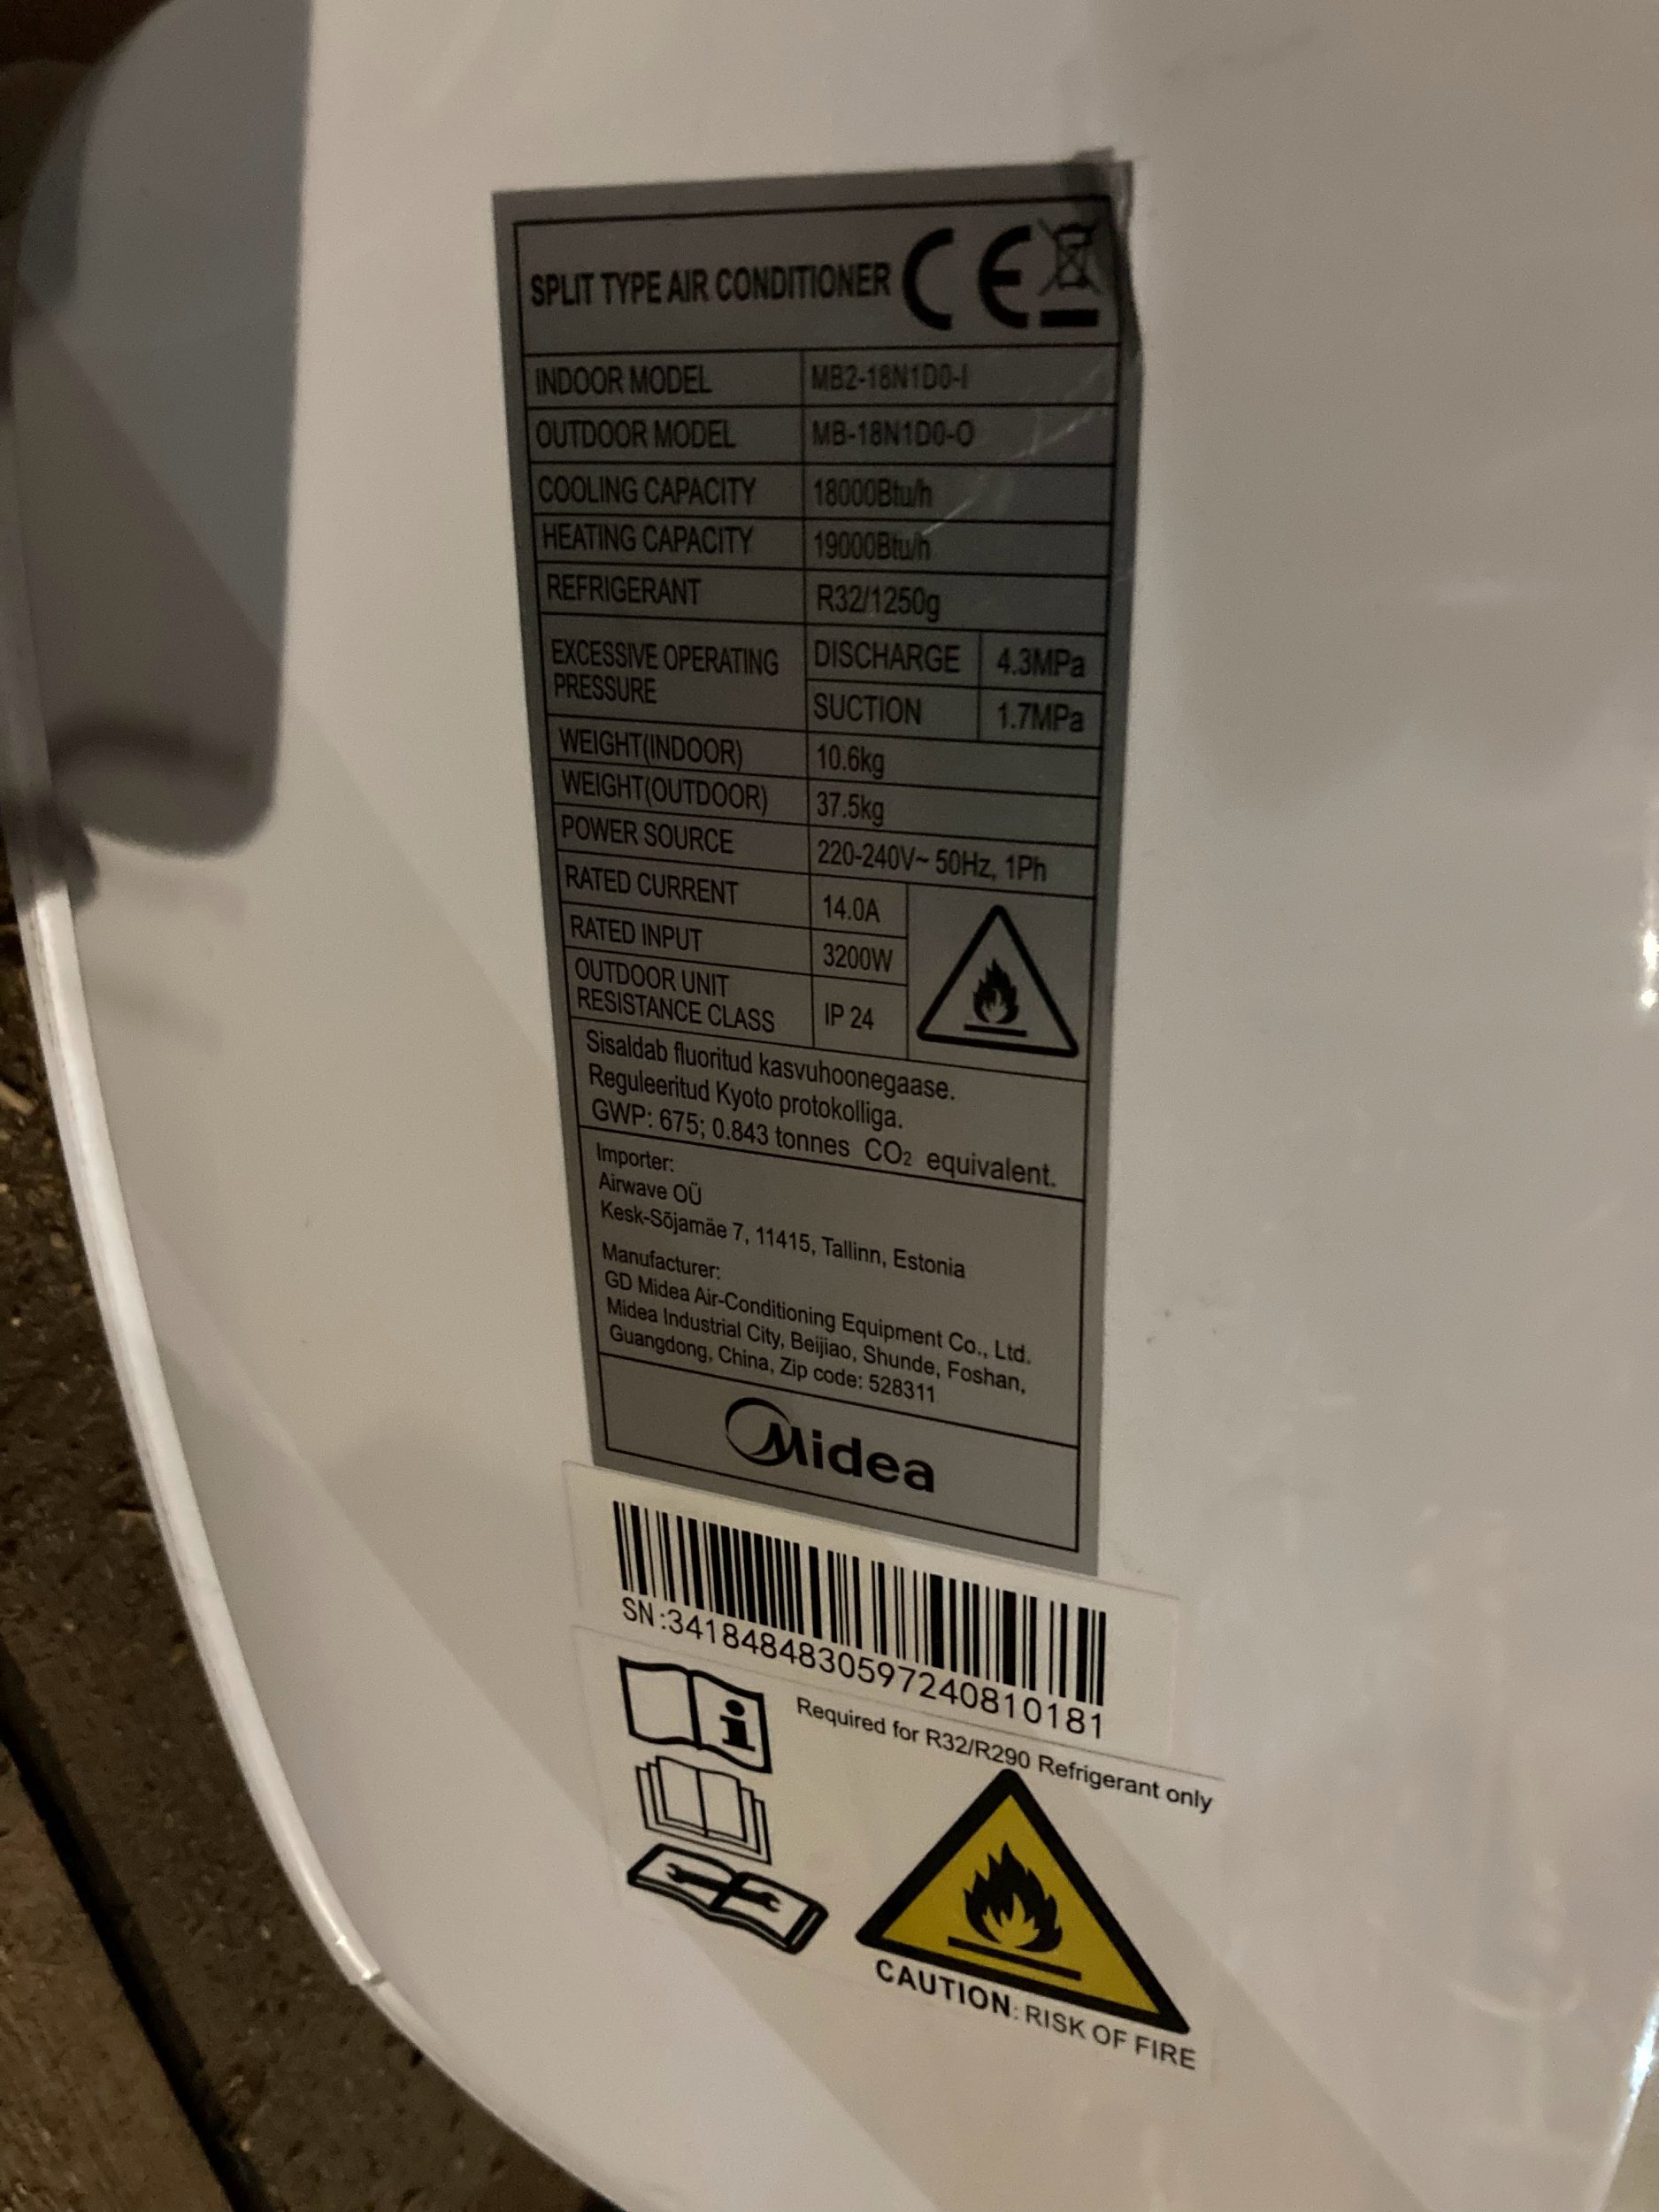 SPLIT TYPE AIR CONDITIONER CE
INDOOR MODEL MB2-18N1D0-I
OUTDOOR MODEL MB-18N1D0-O
COOLING CAPACITY 18000Btu/h
HEATING CAPACITY 19000Btu/h
REFRIGERANT R32/1250g
EXCESSIVE OPERATING PRESSURE DISCHARGE 4.3MPa
SUCTION 1.7MPa
WEIGHT(INDOOR) 10.6kg
WEIGHT(OUTDOOR) 37.5kg
POWER SOURCE 220-240V~ 50Hz, 1Ph
RATED CURRENT 14.0A
RATED INPUT 3200W
OUTDOOR UNIT RESISTANCE CLASS IP 24
Sisaldab fluoritud kasvuhoonegaase.
Reguleeritud Kyoto protokolliga.
GWP: 675; 0.843 tonnes CO₂ equivalent.
Importer:
Airwave OÜ
Kesk-Sõjamäe 7, 11415, Tallinn, Estonia
Manufacturer:
GD Midea Air-Conditioning Equipment Co., Ltd.
Midea Industrial City, Beijiao, Shunde, Foshan,
Guangdong, China, Zip code: 528311
Midea
SN:3418484830597240810181
Required for R32/R290 Refrigerant only
CAUTION: RISK OF FIRE